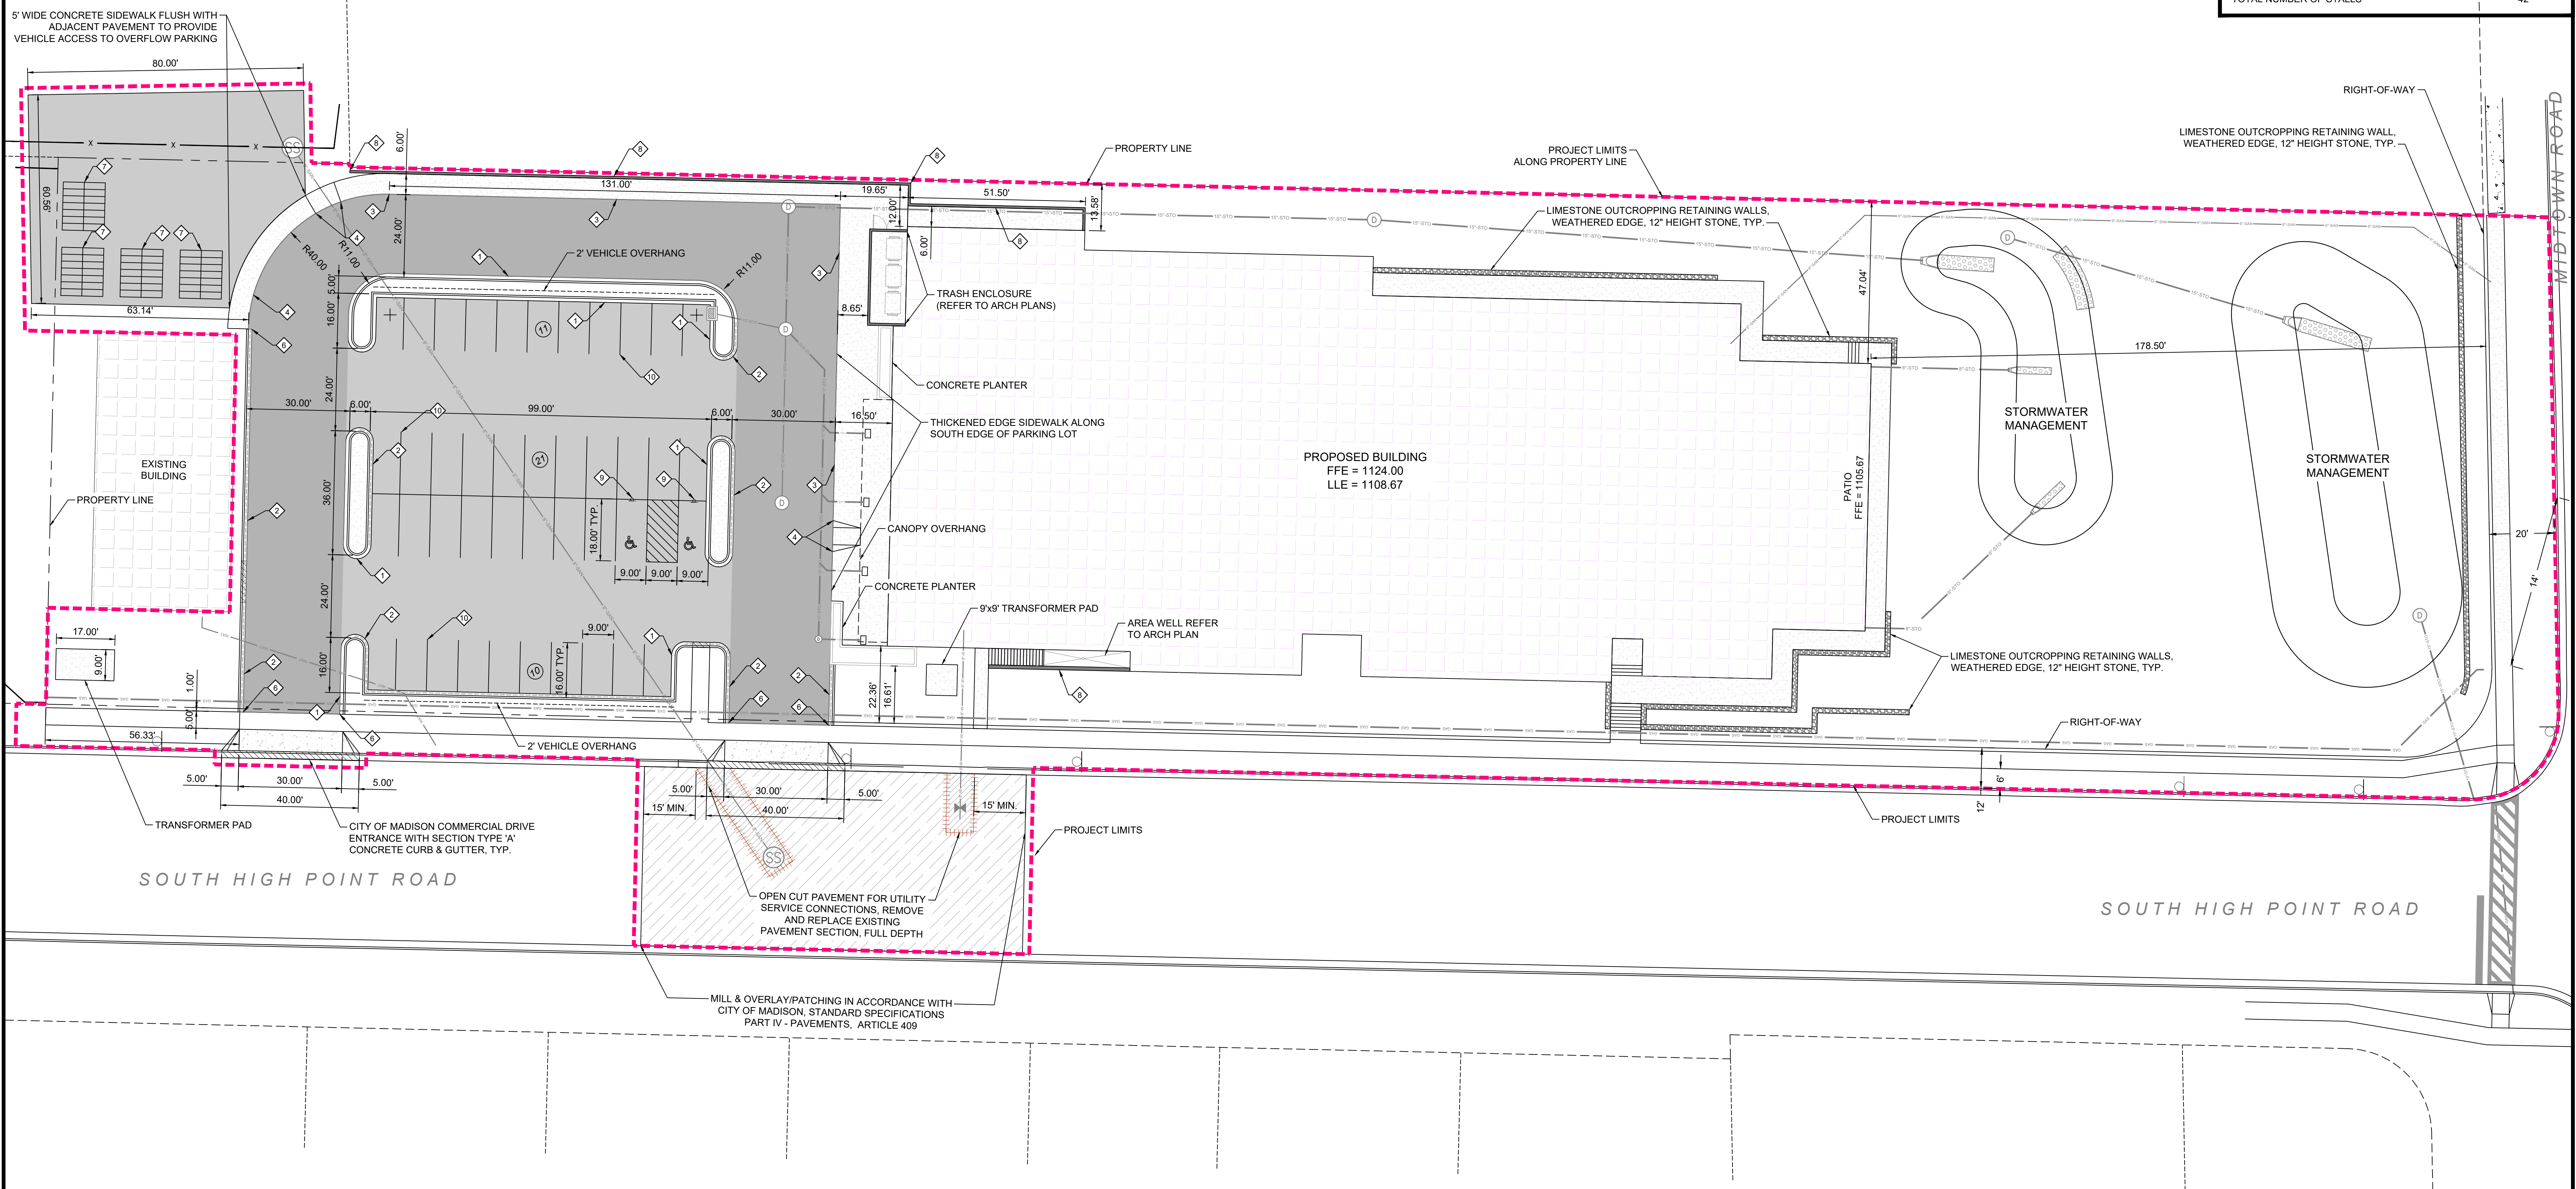 TOTAL NUMBER OF STALLS 42
5' WIDE CONCRETE SIDEWALK FLUSH WITH
ADJACENT PAVEMENT TO PROVIDE
VEHICLE ACCESS TO OVERFLOW PARKING
80.00'
60.56'
63.14'
X X X
SS
6.00'
131.00'
19.65'
12.00'
51.50'
13.58'
6.00'
24.00'
R40.00
R11.00
R11.00
2' VEHICLE OVERHANG
5.00'
16.00'
24.00'
30.00'
6.00'
99.00'
6.00'
30.00'
16.50'
8.65'
36.00'
24.00'
16.00'
11
21
10
18.00' TYP.
9.00'
9.00'
9.00'
9.00'
16.00' TYP.
PROPERTY LINE
PROJECT LIMITS
ALONG PROPERTY LINE
RIGHT-OF-WAY
LIMESTONE OUTCROPPING RETAINING WALL,
WEATHERED EDGE, 12" HEIGHT STONE, TYP.
MIDTOWN ROAD
LIMESTONE OUTCROPPING RETAINING WALLS,
WEATHERED EDGE, 12" HEIGHT STONE, TYP.
TRASH ENCLOSURE
(REFER TO ARCH PLANS)
CONCRETE PLANTER
THICKENED EDGE SIDEWALK ALONG
SOUTH EDGE OF PARKING LOT
CANOPY OVERHANG
CONCRETE PLANTER
9'x9' TRANSFORMER PAD
AREA WELL REFER
TO ARCH PLAN
PROPOSED BUILDING
FFE = 1124.00
LLE = 1108.67
PATIO
FFE = 1105.67
47.04'
178.50'
STORMWATER
MANAGEMENT
STORMWATER
MANAGEMENT
20'
14'
LIMESTONE OUTCROPPING RETAINING WALLS,
WEATHERED EDGE, 12" HEIGHT STONE, TYP.
RIGHT-OF-WAY
EXISTING
BUILDING
PROPERTY LINE
17.00'
9.00'
1.00'
5.00'
56.33'
22.36'
16.61'
2' VEHICLE OVERHANG
5.00'
30.00'
5.00'
40.00'
5.00'
30.00'
5.00'
40.00'
15' MIN.
15' MIN.
12'
6'
TRANSFORMER PAD
CITY OF MADISON COMMERCIAL DRIVE
ENTRANCE WITH SECTION TYPE 'A'
CONCRETE CURB & GUTTER, TYP.
PROJECT LIMITS
PROJECT LIMITS
SS
SOUTH HIGH POINT ROAD
SOUTH HIGH POINT ROAD
OPEN CUT PAVEMENT FOR UTILITY
SERVICE CONNECTIONS, REMOVE
AND REPLACE EXISTING
PAVEMENT SECTION, FULL DEPTH
MILL & OVERLAY/PATCHING IN ACCORDANCE WITH
CITY OF MADISON, STANDARD SPECIFICATIONS
PART IV - PAVEMENTS, ARTICLE 409